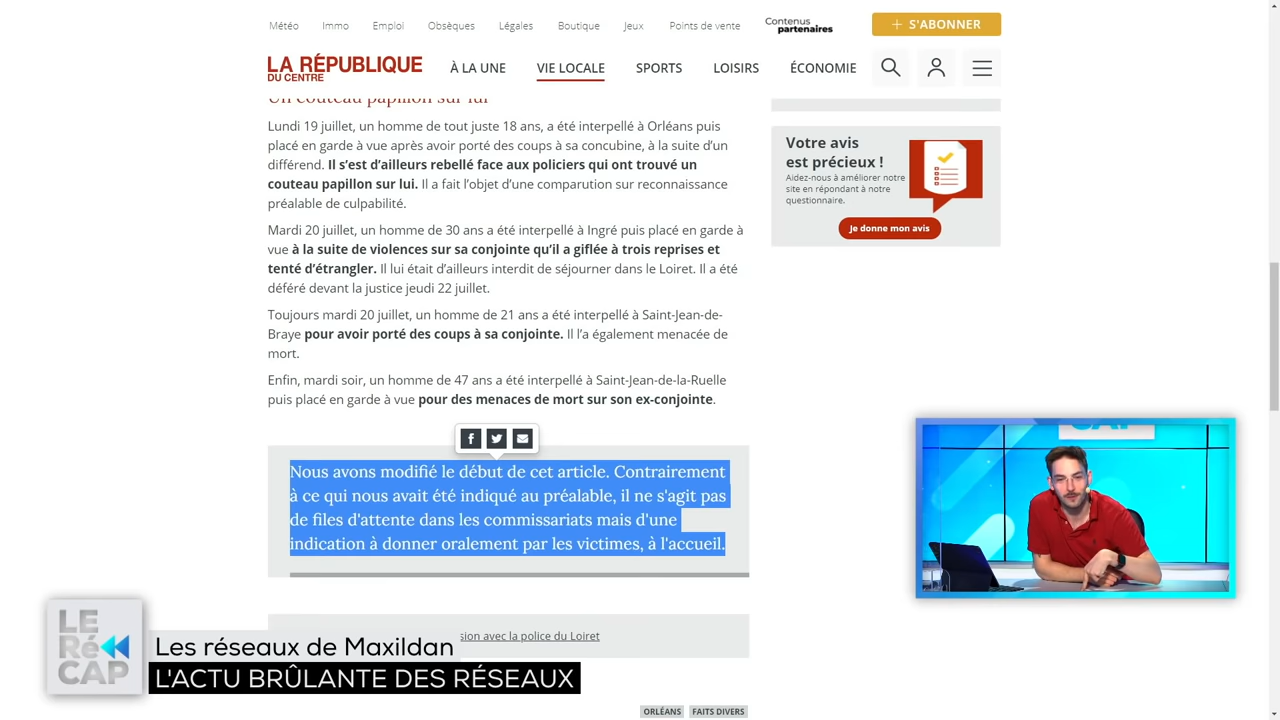 Météo Immo Emploi Obsèques Légales Boutique Jeux Points de vente Contenus partenaires + S'ABONNER
LA RÉPUBLIQUE
DU CENTRE
À LA UNE VIE LOCALE SPORTS LOISIRS ÉCONOMIE
Un couteau papillon sur lui
Lundi 19 juillet, un homme de tout juste 18 ans, a été interpellé à Orléans puis
placé en garde à vue après avoir porté des coups à sa concubine, à la suite d'un
différend. Il s'est d'ailleurs rebellé face aux policiers qui ont trouvé un
couteau papillon sur lui. Il a fait l'objet d'une comparution sur reconnaissance
préalable de culpabilité.
Mardi 20 juillet, un homme de 30 ans a été interpellé à Ingré puis placé en garde à
vue à la suite de violences sur sa conjointe qu'il a giflée à trois reprises et
tenté d'étrangler. Il lui était d'ailleurs interdit de séjourner dans le Loiret. Il a été
déféré devant la justice jeudi 22 juillet.
Toujours mardi 20 juillet, un homme de 21 ans a été interpellé à Saint-Jean-de-
Braye pour avoir porté des coups à sa conjointe. Il l'a également menacée de
mort.
Enfin, mardi soir, un homme de 47 ans a été interpellé à Saint-Jean-de-la-Ruelle
puis placé en garde à vue pour des menaces de mort sur son ex-conjointe.
Nous avons modifié le début de cet article. Contrairement
à ce qui nous avait été indiqué au préalable, il ne s'agit pas
de files d'attente dans les commissariats mais d'une
indication à donner oralement par les victimes, à l'accueil.
Votre avis
est précieux !
Aidez-nous à améliorer notre
site en répondant à notre
questionnaire.
Je donne mon avis
CAP
sion avec la police du Loiret
LE
Ré
CAP
Les réseaux de Maxildan
L'ACTU BRÛLANTE DES RÉSEAUX
ORLÉANS FAITS DIVERS